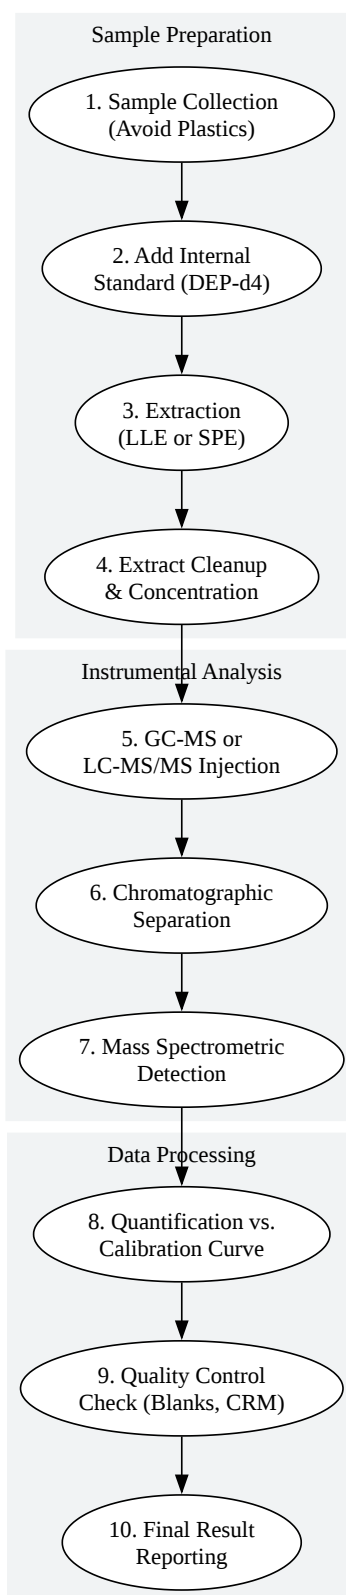 Sample Preparation
1. Sample Collection
(Avoid Plastics)
2. Add Internal
Standard (DEP-d4)
3. Extraction
(LLE or SPE)
4. Extract Cleanup
& Concentration
Instrumental Analysis
5. GC-MS or
LC-MS/MS Injection
6. Chromatographic
Separation
7. Mass Spectrometric
Detection
Data Processing
8. Quantification vs.
Calibration Curve
9. Quality Control
Check (Blanks, CRM)
10. Final Result
Reporting